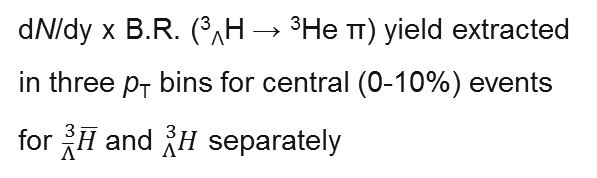 dN/dy x B.R. (³ΛH → ³He π) yield extracted
in three pT bins for central (0-10%) events
for ³Λ̅H̅ and ³ΛH separately